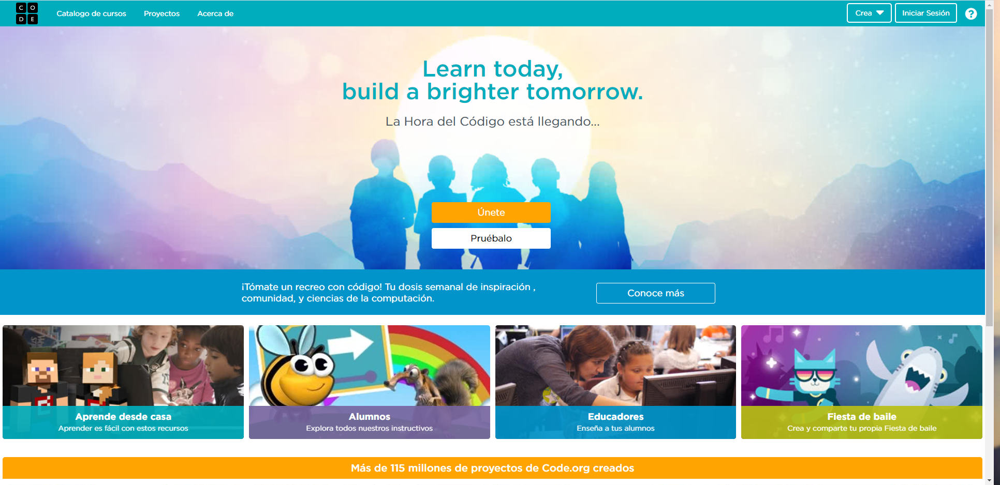 CODE
Catalogo de cursos
Proyectos
Acerca de
Crea
Iniciar Sesión
?
Learn today,
build a brighter tomorrow.
La Hora del Código está llegando...
Únete
Pruébalo
¡Tómate un recreo con código! Tu dosis semanal de inspiración ,
comunidad, y ciencias de la computación.
Conoce más
Aprende desde casa
Aprender es fácil con estos recursos
Alumnos
Explora todos nuestros instructivos
Educadores
Enseña a tus alumnos
Fiesta de baile
Crea y comparte tu propia Fiesta de baile
Más de 115 millones de proyectos de Code.org creados